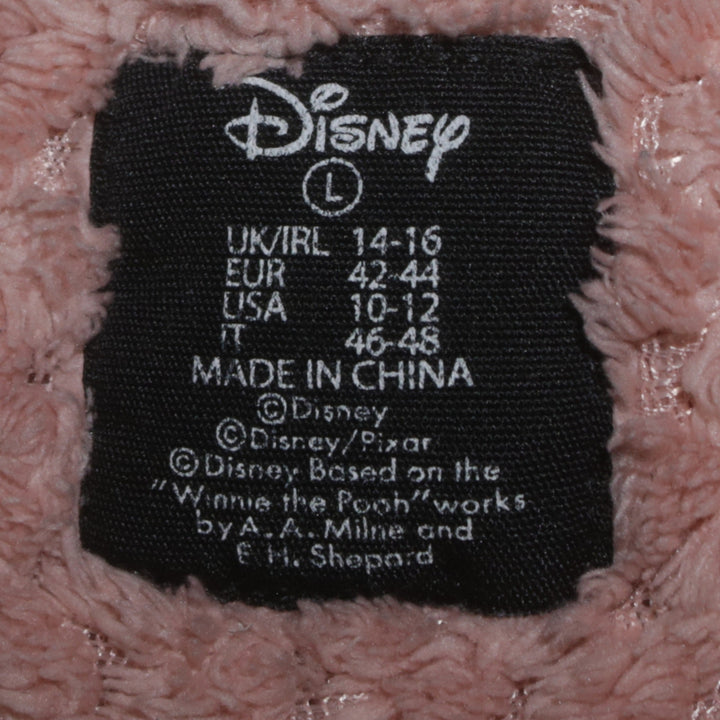 Disney
L
UK/IRL 14-16
EUR 42-44
USA 10-12
IT 46-48
MADE IN CHINA
©Disney
©Disney/Pixar
©Disney Based on the
"Winnie the Pooh" works
by A. A. Milne and
E H. Shepard